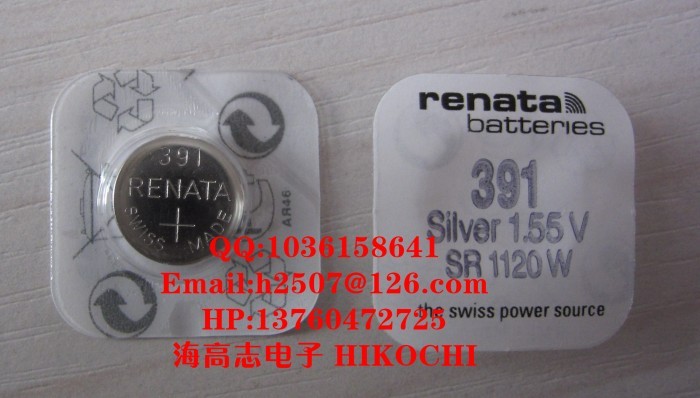 391
RENATA
+
SWISS MADE
AR46
renata
batteries
391
Silver 1.55 V
SR 1120 W
the swiss power source
QQ:1036158641
Email:h2507@126.com
HP:13760472725
海高志电子 HIKOCHI